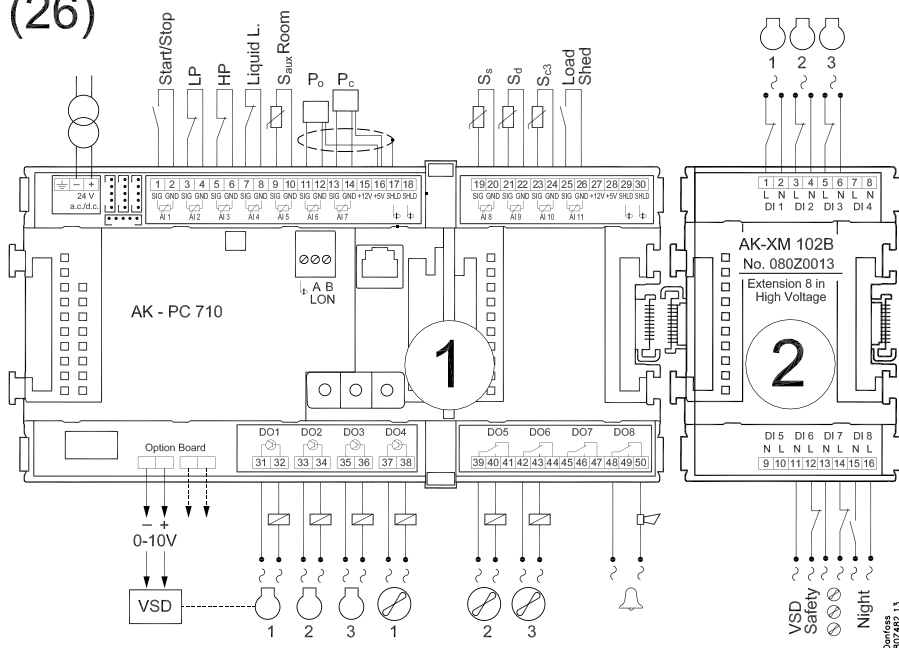 (26)
Start/Stop
LP
HP
Liquid L.
Saux Room
Po
Pc
Ss
Sd
Sc3
Load
Shed
1 2 3
− +
24 V
a.c./d.c.
1 2 3 4 5 6 7 8 9 10 11 12 13 14 15 16 17 18
SIG GND SIG GND SIG GND SIG GND SIG GND SIG GND SIG GND +12V +5V SHLD SHLD
AI 1 AI 2 AI 3 AI 4 AI 5 AI 6 AI 7
19 20 21 22 23 24 25 26 27 28 29 30
SIG GND SIG GND SIG GND SIG GND +12V +5V SHLD SHLD
AI 8 AI 9 AI 10 AI 11
1 2 3 4 5 6 7 8
L N L N L N L N
DI 1 DI 2 DI 3 DI 4
AK - PC 710
A B
LON
1
AK-XM 102B
No. 080Z0013
Extension 8 in
High Voltage
2
Option Board
DO1 DO2 DO3 DO4
31 32 33 34 35 36 37 38
DO5 DO6 DO7 DO8
39 40 41 42 43 44 45 46 47 48 49 50
DI 5 DI 6 DI 7 DI 8
N L N L N L N L
9 10 11 12 13 14 15 16
− +
0-10V
VSD
1 2 3 1
2 3
VSD
Safety
Night
Danfoss
80Z482.13